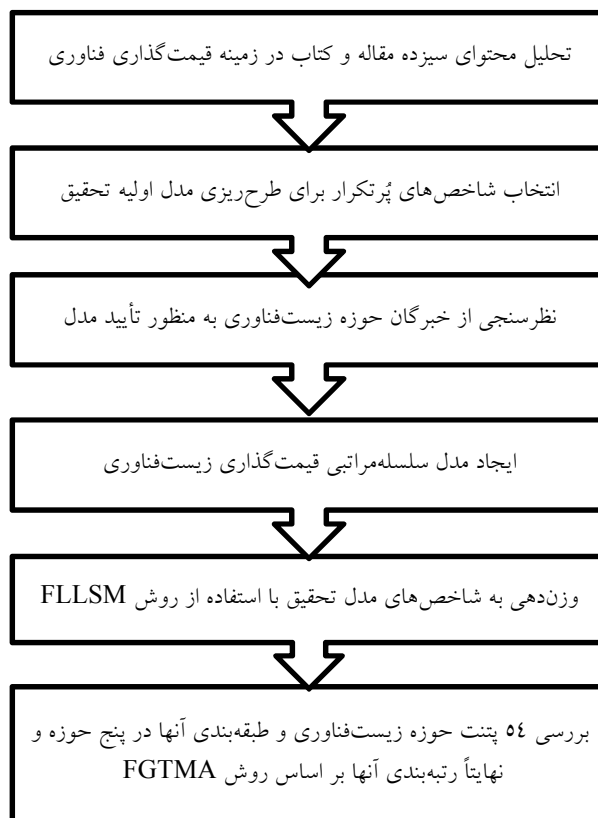 تحلیل محتوای سیزده مقاله و کتاب در زمینه قیمت‌گذاری فناوری
انتخاب شاخص‌های پُرتکرار برای طرح‌ریزی مدل اولیه تحقیق
نظرسنجی از خبرگان حوزه زیست‌فناوری به منظور تأیید مدل
ایجاد مدل سلسله‌مراتبی قیمت‌گذاری زیست‌فناوری
وزن‌دهی به شاخص‌های مدل تحقیق با استفاده از روش FLLSM
بررسی ٥٤ پتنت حوزه زیست‌فناوری و طبقه‌بندی آنها در پنج حوزه و
نهایتاً رتبه‌بندی آنها بر اساس روش FGTMA